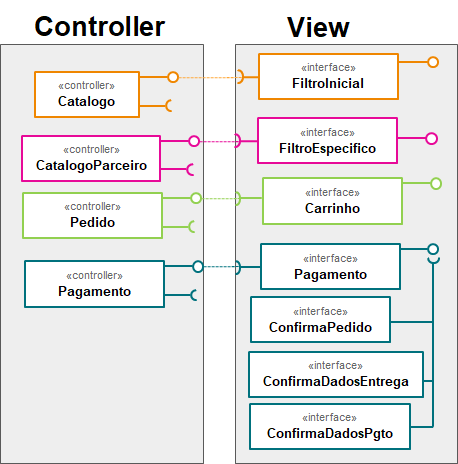 Controller
View
«controller»
Catalogo
«controller»
CatalogoParceiro
«controller»
Pedido
«controller»
Pagamento
«interface»
FiltroInicial
«interface»
FiltroEspecifico
«interface»
Carrinho
«interface»
Pagamento
«interface»
ConfirmaPedido
«interface»
ConfirmaDadosEntrega
«interface»
ConfirmaDadosPgto